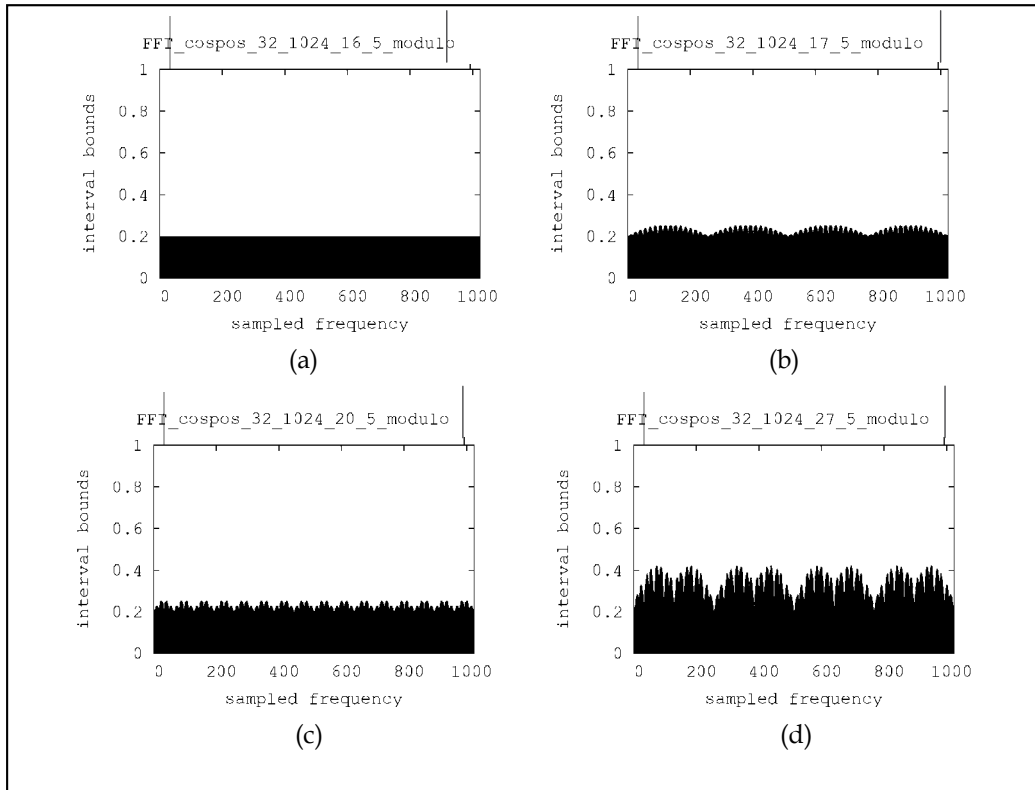 FFT_cospos_32_1024_16_5_modulo
1
0.8
0.6
0.4
0.2
0
interval bounds
0 200 400 600 800 1000
sampled frequency
(a)
FFT_cospos_32_1024_17_5_modulo
1
0.8
0.6
0.4
0.2
0
interval bounds
0 200 400 600 800 1000
sampled frequency
(b)
FFT_cospos_32_1024_20_5_modulo
1
0.8
0.6
0.4
0.2
0
interval bounds
0 200 400 600 800 1000
sampled frequency
(c)
FFT_cospos_32_1024_27_5_modulo
1
0.8
0.6
0.4
0.2
0
interval bounds
0 200 400 600 800 1000
sampled frequency
(d)